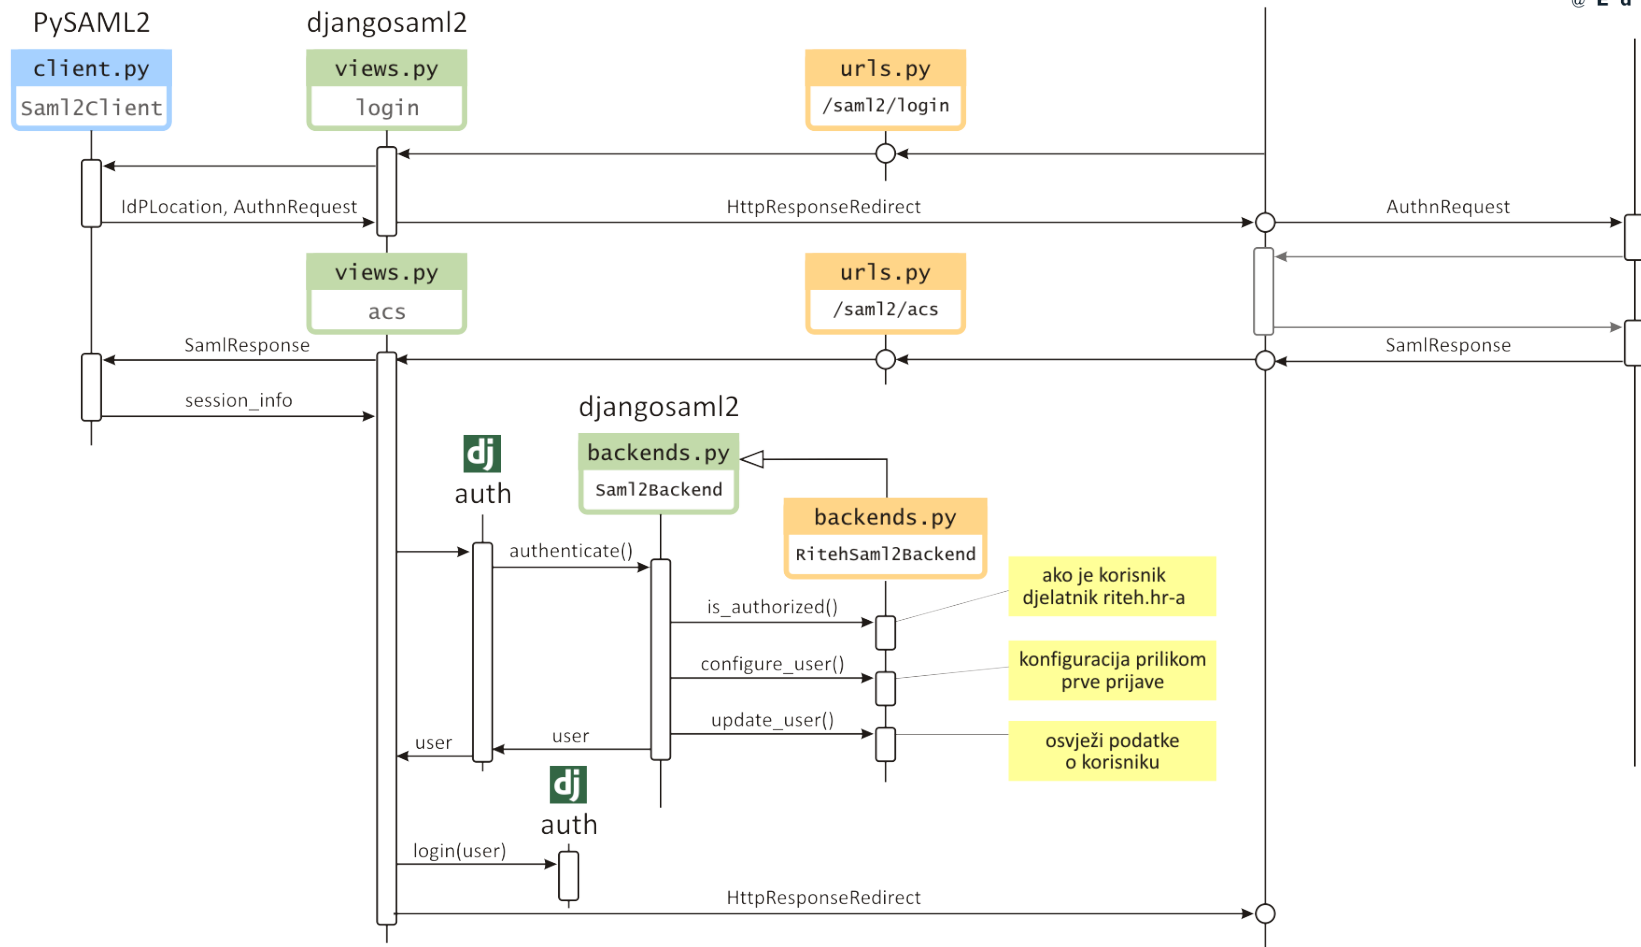 @ E d
PySAML2
djangosaml2
client.py
Saml2Client
views.py
login
urls.py
/saml2/login
IdPLocation, AuthnRequest
HttpResponseRedirect
AuthnRequest
views.py
acs
urls.py
/saml2/acs
SamlResponse
SamlResponse
session_info
djangosaml2
dj
auth
backends.py
Saml2Backend
backends.py
RitehSaml2Backend
authenticate()
ako je korisnik
djelatnik riteh.hr-a
is_authorized()
configure_user()
konfiguracija prilikom
prve prijave
update_user()
user
user
osvježi podatke
o korisniku
dj
auth
login(user)
HttpResponseRedirect